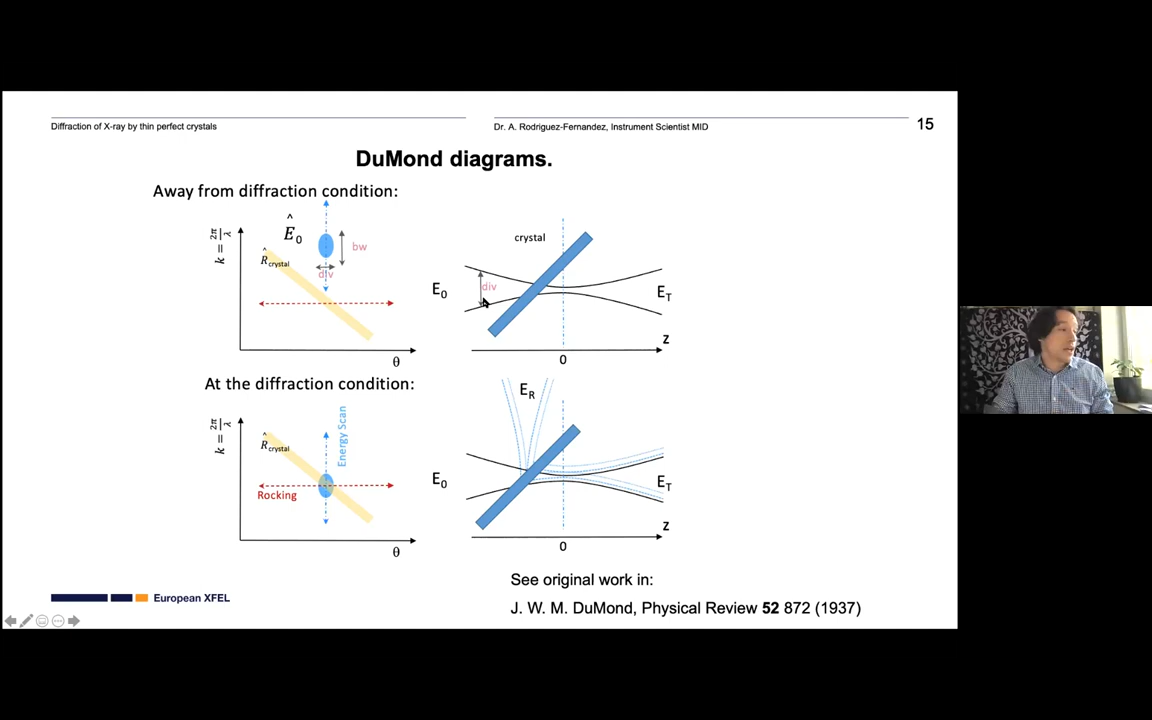 Diffraction of X-ray by thin perfect crystals
Dr. A. Rodriguez-Fernandez, Instrument Scientist MID
15
DuMond diagrams.
Away from diffraction condition:
k = 2π/λ
Ê0
R̂crystal
bw
div
θ
crystal
E0
div
ET
z
0
At the diffraction condition:
k = 2π/λ
R̂crystal
Energy Scan
Rocking
θ
ER
E0
ET
z
0
See original work in:
J. W. M. DuMond, Physical Review 52 872 (1937)
European XFEL